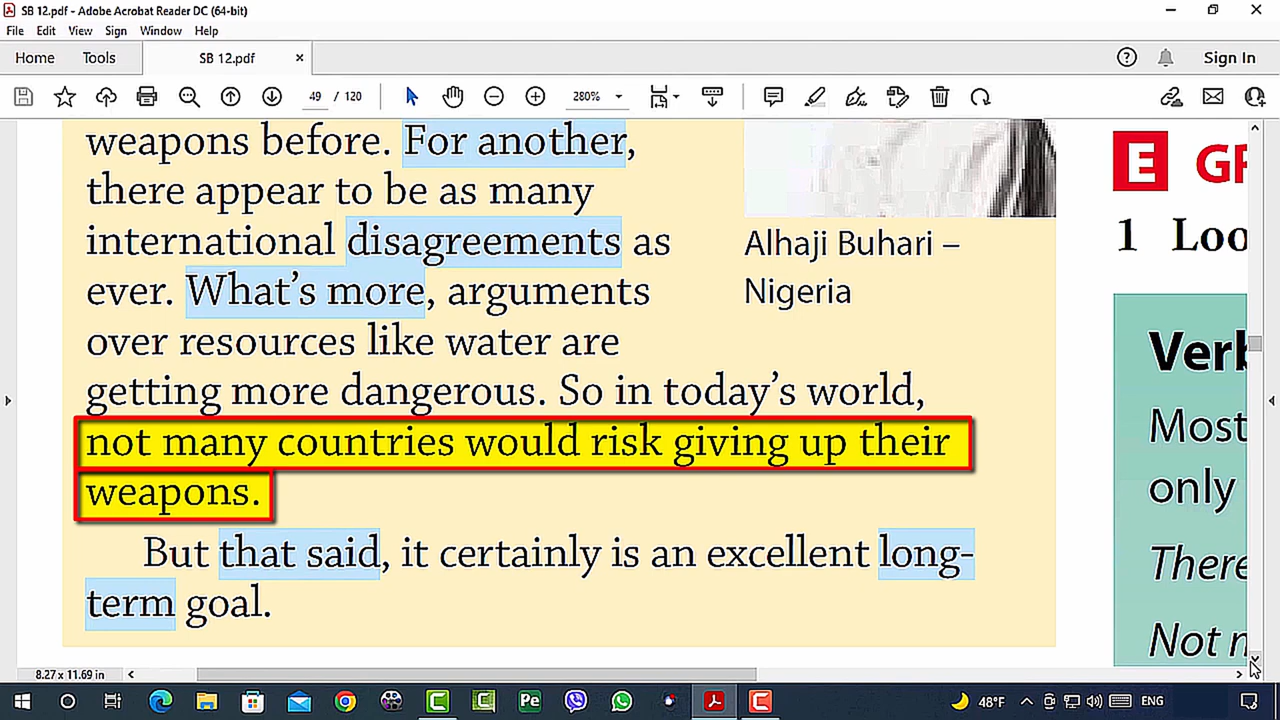 SB 12.pdf - Adobe Acrobat Reader DC (64-bit)
File Edit View Sign Window Help
Home Tools SB 12.pdf × Sign In
49 / 120 280%
weapons before. For another,
there appear to be as many
international disagreements as
ever. What's more, arguments
over resources like water are
getting more dangerous. So in today's world,
not many countries would risk giving up their
weapons.
But that said, it certainly is an excellent long-
term goal.
Alhaji Buhari –
Nigeria
E
1 Loo
Verb
Most
only
There
Not
8.27 x 11.69 in
Pe 48°F ENG